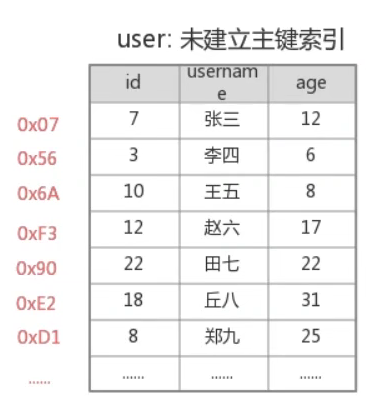 user: 未建立主键索引
id usernam
e age
0x07 7 张三 12
0x56 3 李四 6
0x6A 10 王五 8
0xF3 12 赵六 17
0x90 22 田七 22
0xE2 18 丘八 31
0xD1 8 郑九 25
...... ...... ...... ......